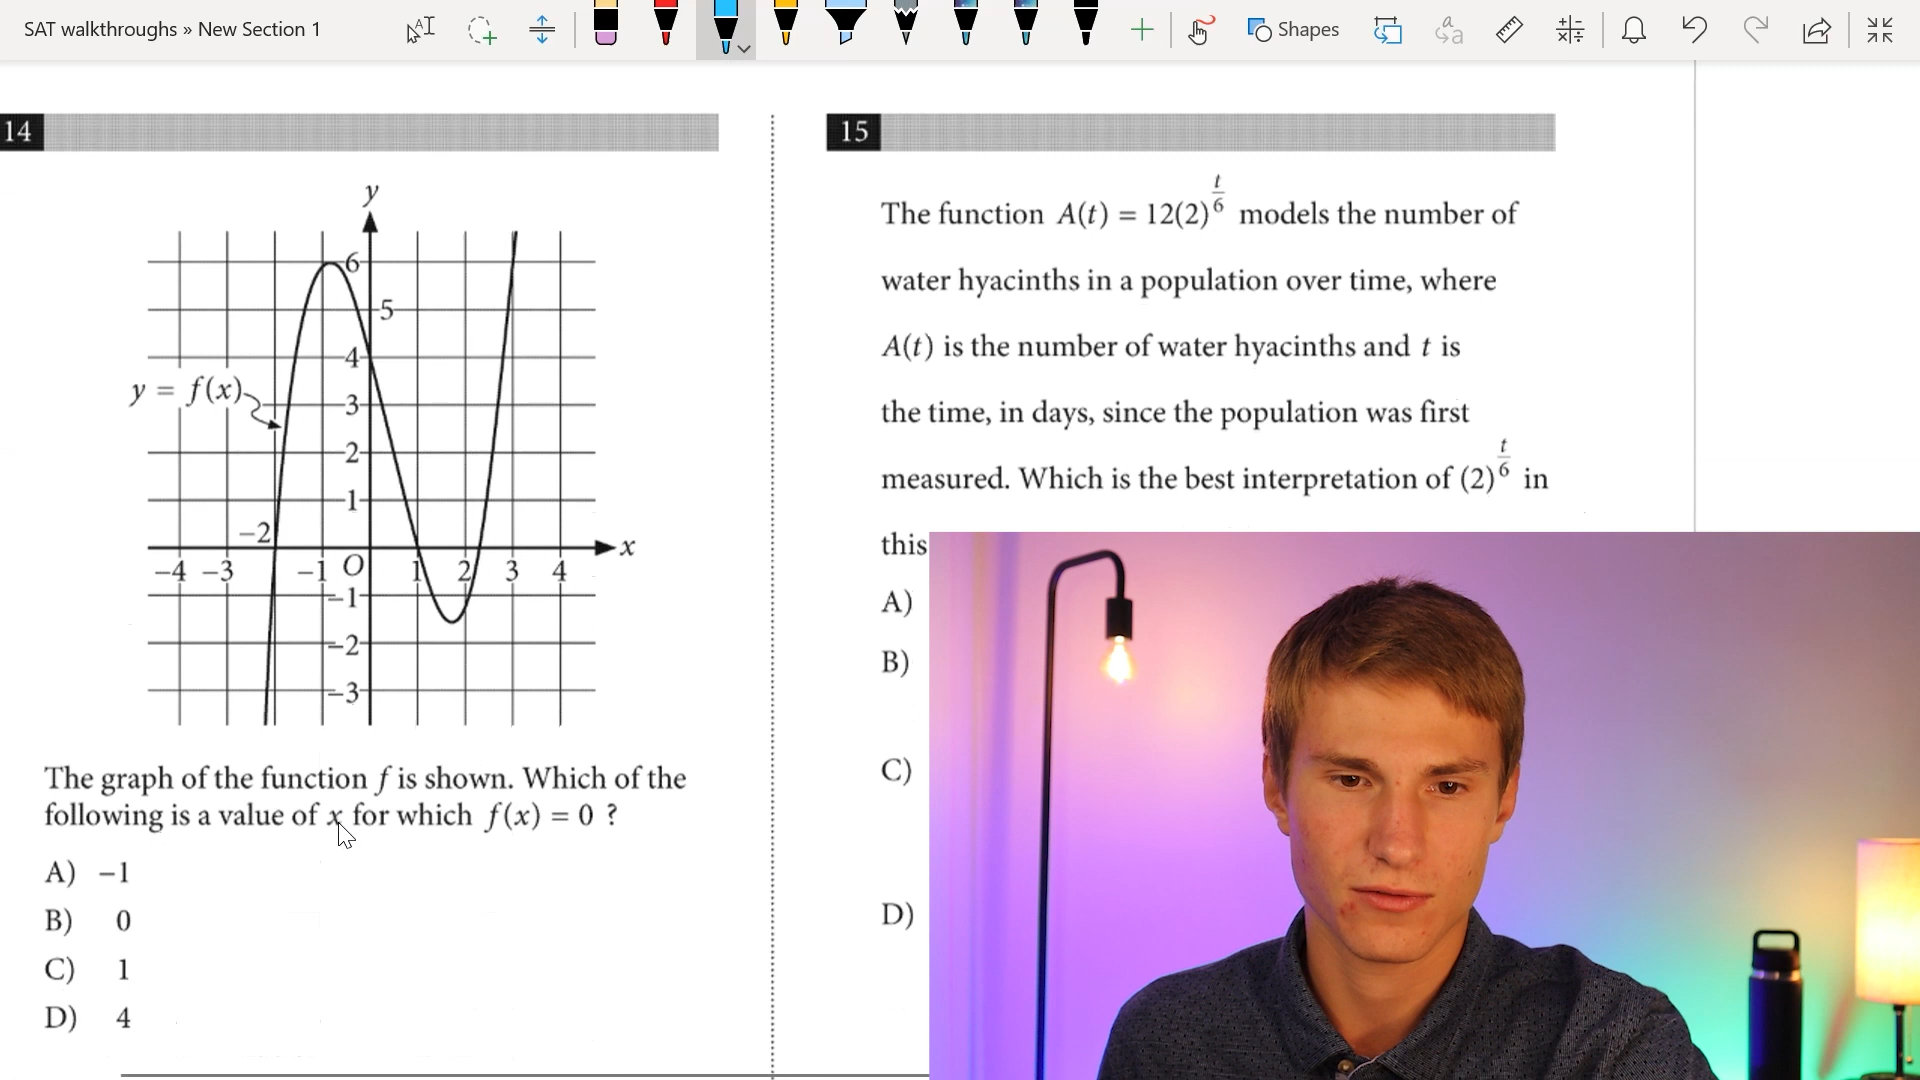 SAT walkthroughs » New Section 1
Shapes
14
y
6
5
4
y = f(x)
3
2
1
−2
x
−4 −3 −1 O 1 2 3 4
−1
−2
−3
The graph of the function f is shown. Which of the
following is a value of x for which f(x) = 0 ?
A) −1
B) 0
C) 1
D) 4
15
The function A(t) = 12(2)^(t/6) models the number of
water hyacinths in a population over time, where
A(t) is the number of water hyacinths and t is
the time, in days, since the population was first
measured. Which is the best interpretation of (2)^(t/6) in
this
A)
B)
C)
D)